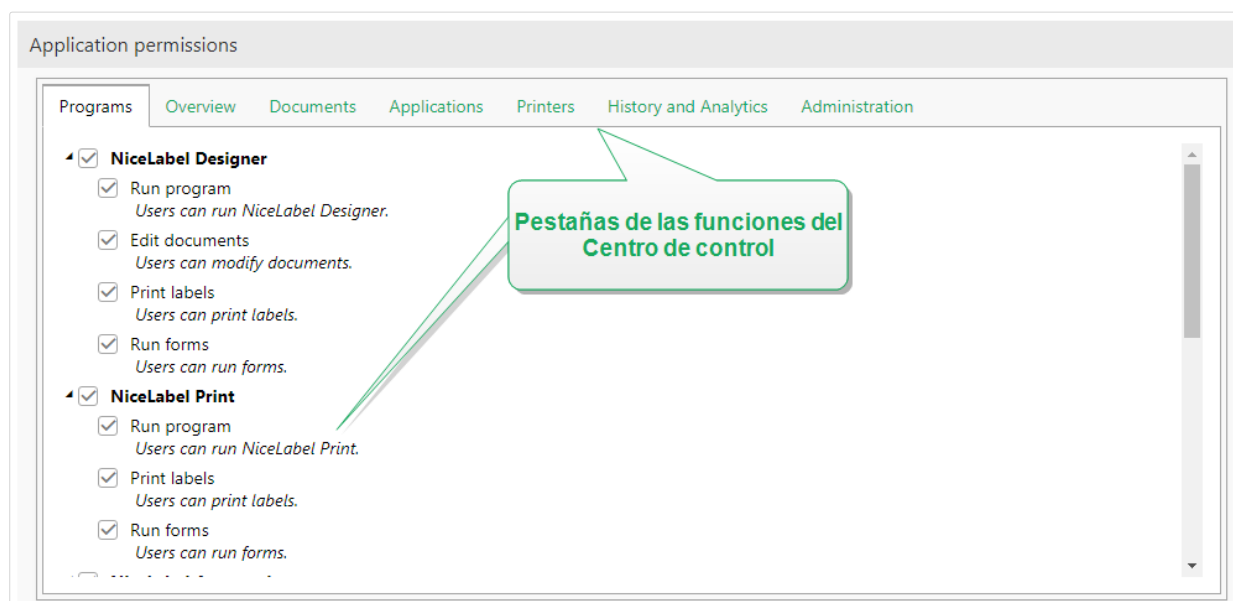 Application permissions
Programs Overview Documents Applications Printers History and Analytics Administration
NiceLabel Designer
Run program
Users can run NiceLabel Designer.
Edit documents
Users can modify documents.
Print labels
Users can print labels.
Run forms
Users can run forms.
Pestañas de las funciones del
Centro de control
NiceLabel Print
Run program
Users can run NiceLabel Print.
Print labels
Users can print labels.
Run forms
Users can run forms.